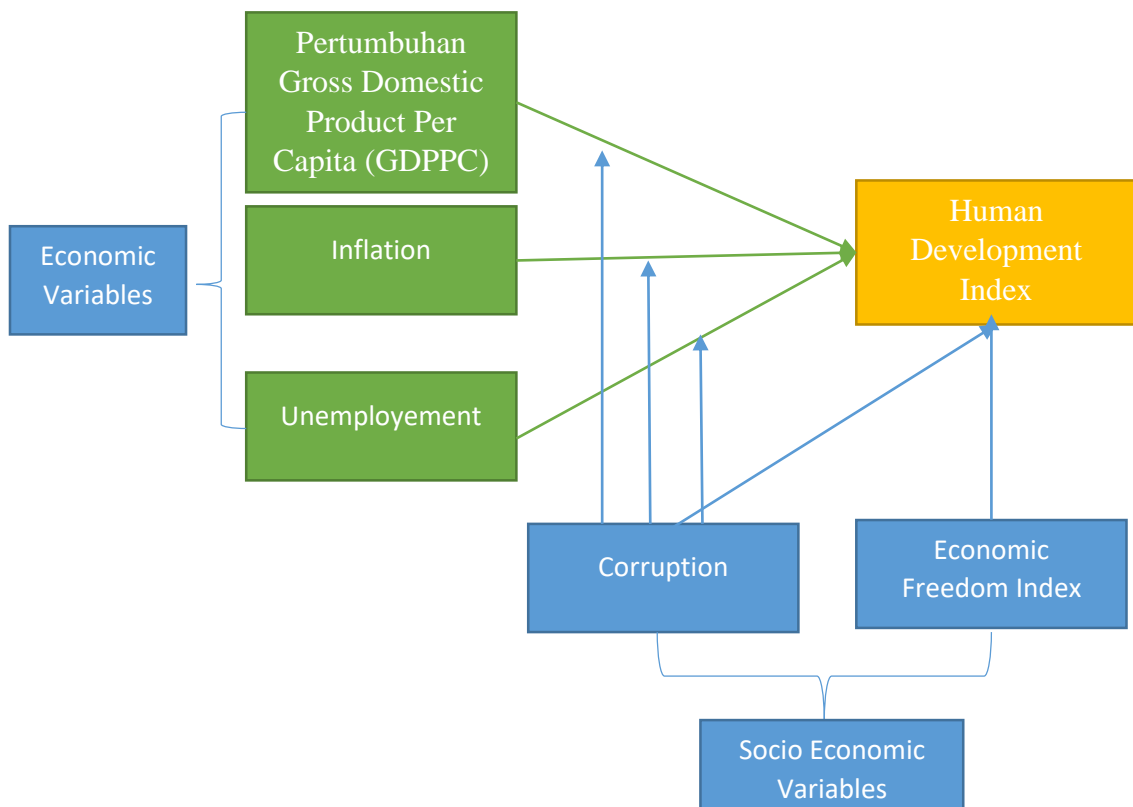 Pertumbuhan
Gross Domestic
Product Per
Capita (GDPPC)
Economic
Variables
Inflation
Human
Development
Index
Unemployement
Corruption
Economic
Freedom Index
Socio Economic
Variables